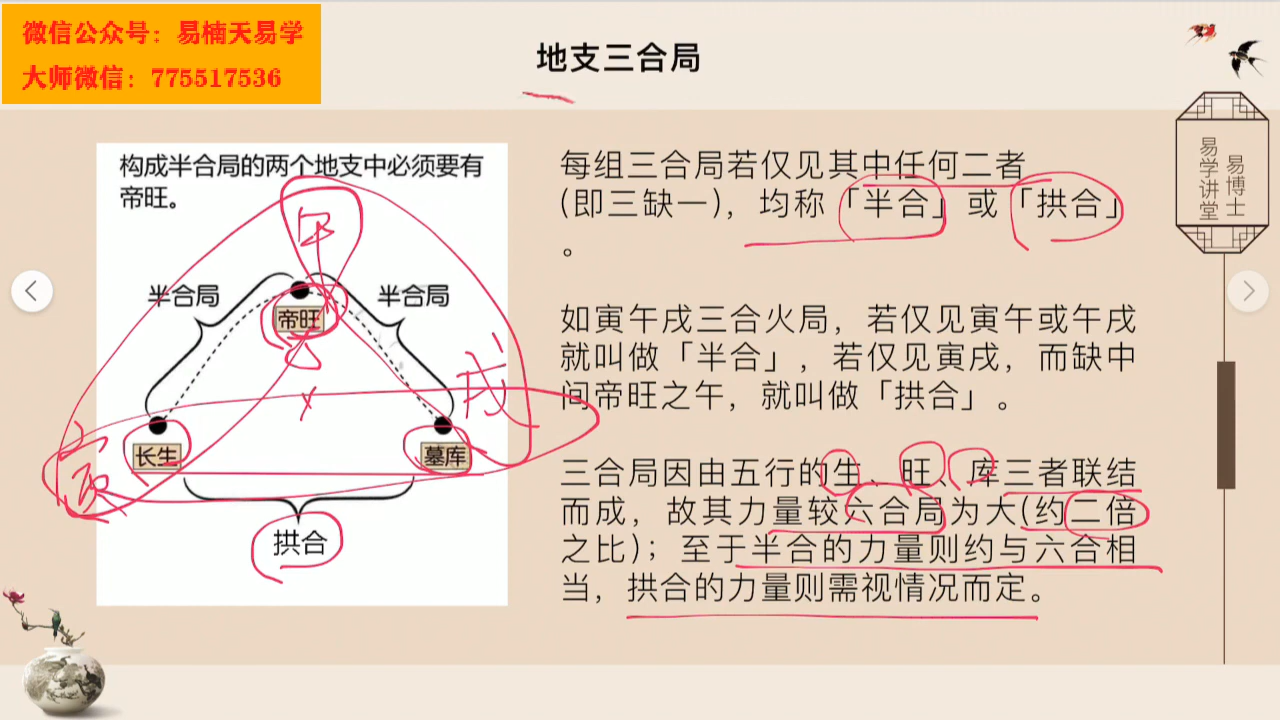 微信公众号：易楠天易学
大师微信：775517536
地支三合局
易博士
易学讲堂
构成半合局的两个地支中必须要有
帝旺。
午
半合局
半合局
帝旺
戌
寅
长生
墓库
拱合
每组三合局若仅见其中任何二者
(即三缺一)，均称「半合」或「拱合」
。
如寅午戌三合火局，若仅见寅午或午戌
就叫做「半合」，若仅见寅戌，而缺中
间帝旺之午，就叫做「拱合」。
三合局因由五行的生、旺、库三者联结
而成，故其力量较六合局为大(约二倍
之比)；至于半合的力量则约与六合相
当，拱合的力量则需视情况而定。